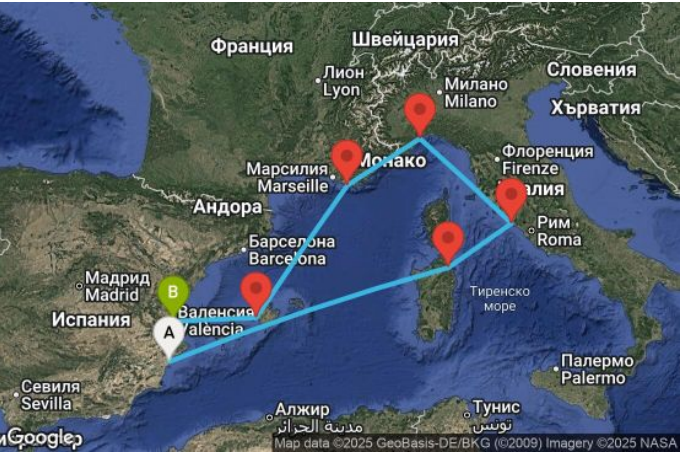 Франция
Швейцария
Словения
Лион
Lyon
Милано
Milano
Хърватия
Монако
Флоренция
Firenze
Марсилия
Marseille
Андора
Барселона
Barcelona
Рим
Roma
Мадрид
Madrid
B
Валенсия
València
A
Испания
Тиренско
море
Палермо
Palermo
Севиля
Sevilla
Алжир
مدينة الجزائر
Тунис
تونس
Google
Map data ©2025 GeoBasis-DE/BKG (©2009) Imagery ©2025 NASA